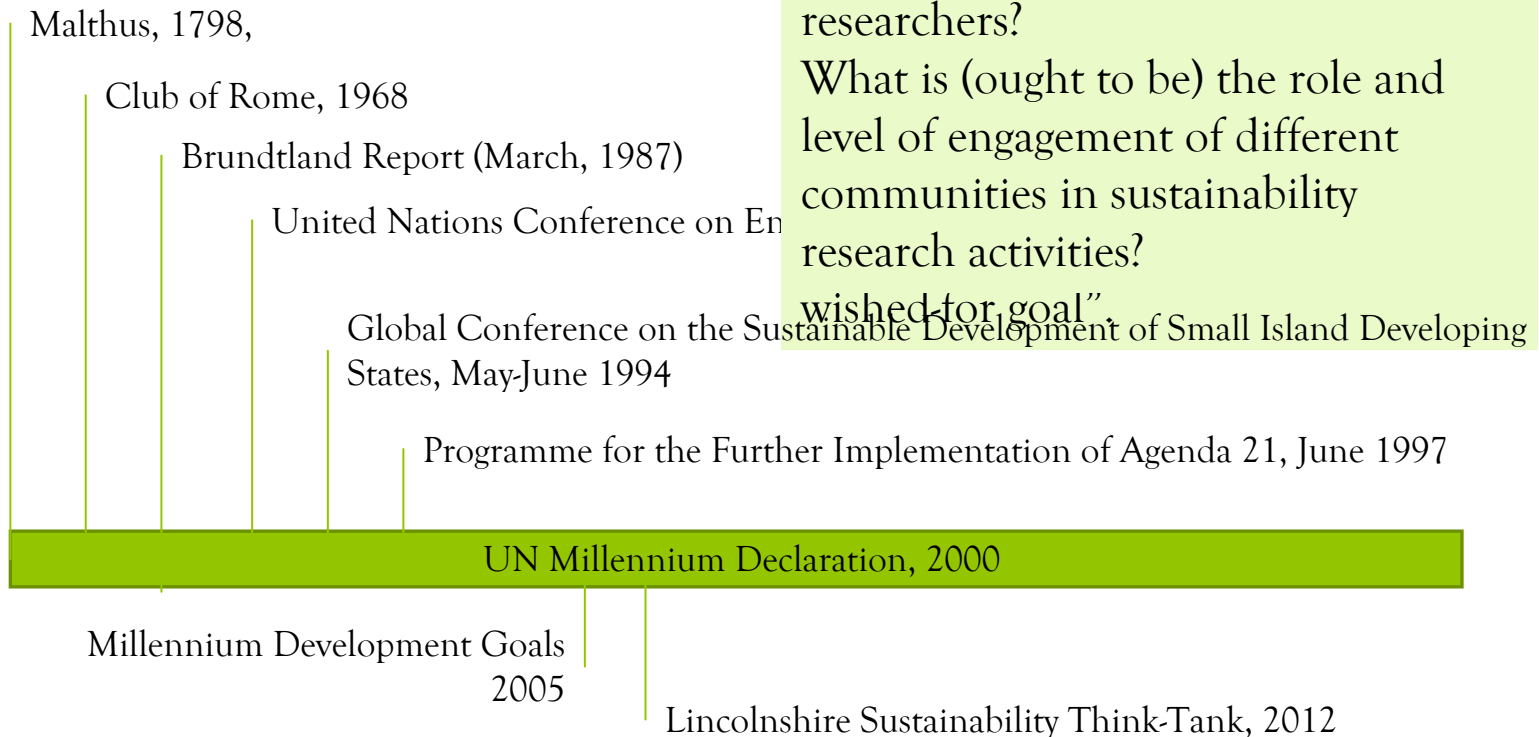 Malthus, 1798,
Club of Rome, 1968
Brundtland Report (March, 1987)
United Nations Conference on En
Global Conference on the Sustainable Development of Small Island Developing
States, May-June 1994
Programme for the Further Implementation of Agenda 21, June 1997
UN Millennium Declaration, 2000
Millennium Development Goals
2005
Lincolnshire Sustainability Think-Tank, 2012
researchers?
What is (ought to be) the role and
level of engagement of different
communities in sustainability
research activities?
wished-for goal”.